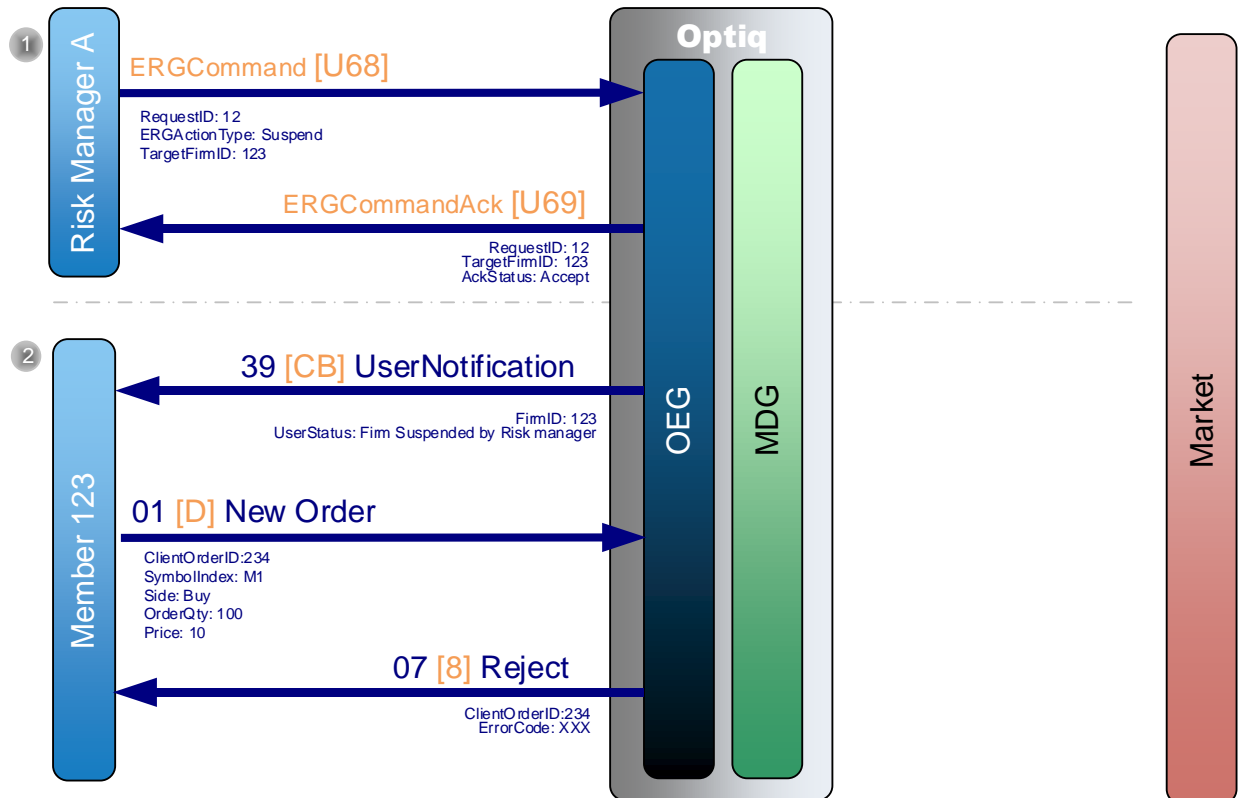 1
Risk Manager A
Optiq
OEG
MDG
Market
ERGCommand [U68]
RequestID: 12
ERGActionType: Suspend
TargetFirmID: 123
ERGCommandAck [U69]
RequestID: 12
TargetFirmID: 123
AckStatus: Accept
2
Member 123
39 [CB] UserNotification
FirmID: 123
UserStatus: Firm Suspended by Risk manager
01 [D] New Order
ClientOrderID:234
SymbolIndex: M1
Side: Buy
OrderQty: 100
Price: 10
07 [8] Reject
ClientOrderID:234
ErrorCode: XXX